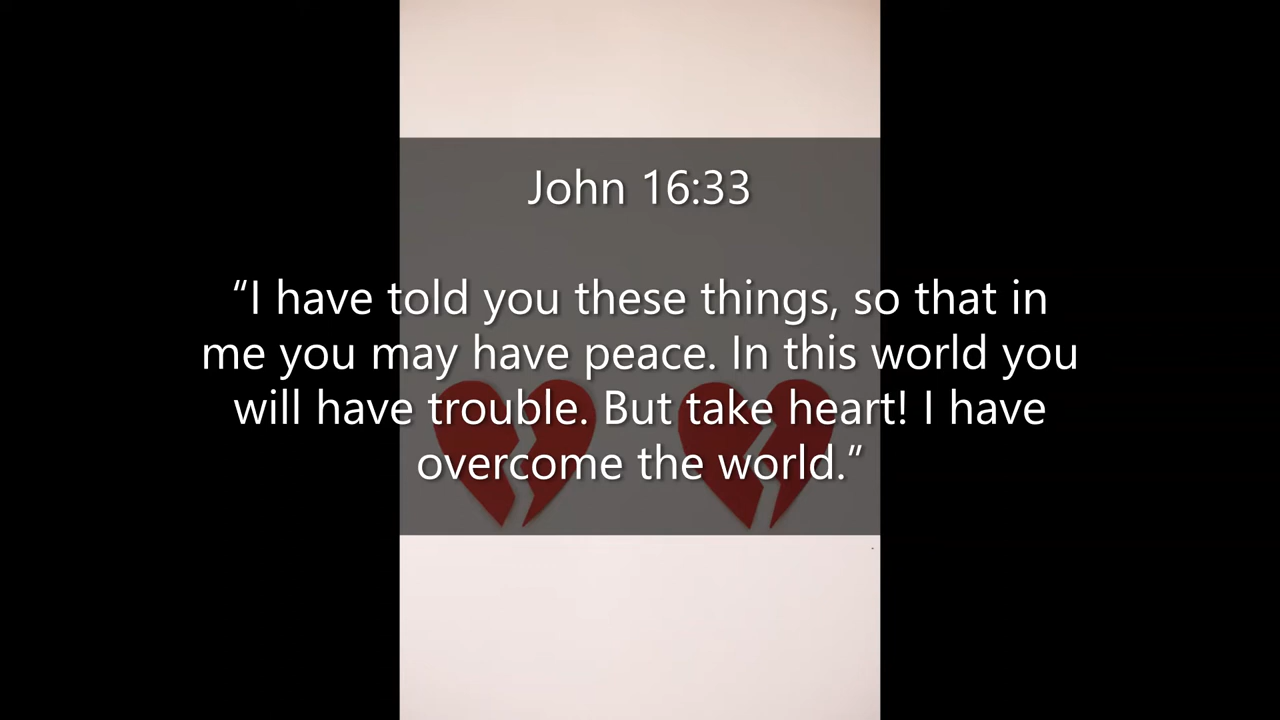 John 16:33
“I have told you these things, so that in
me you may have peace. In this world you
will have trouble. But take heart! I have
overcome the world.”